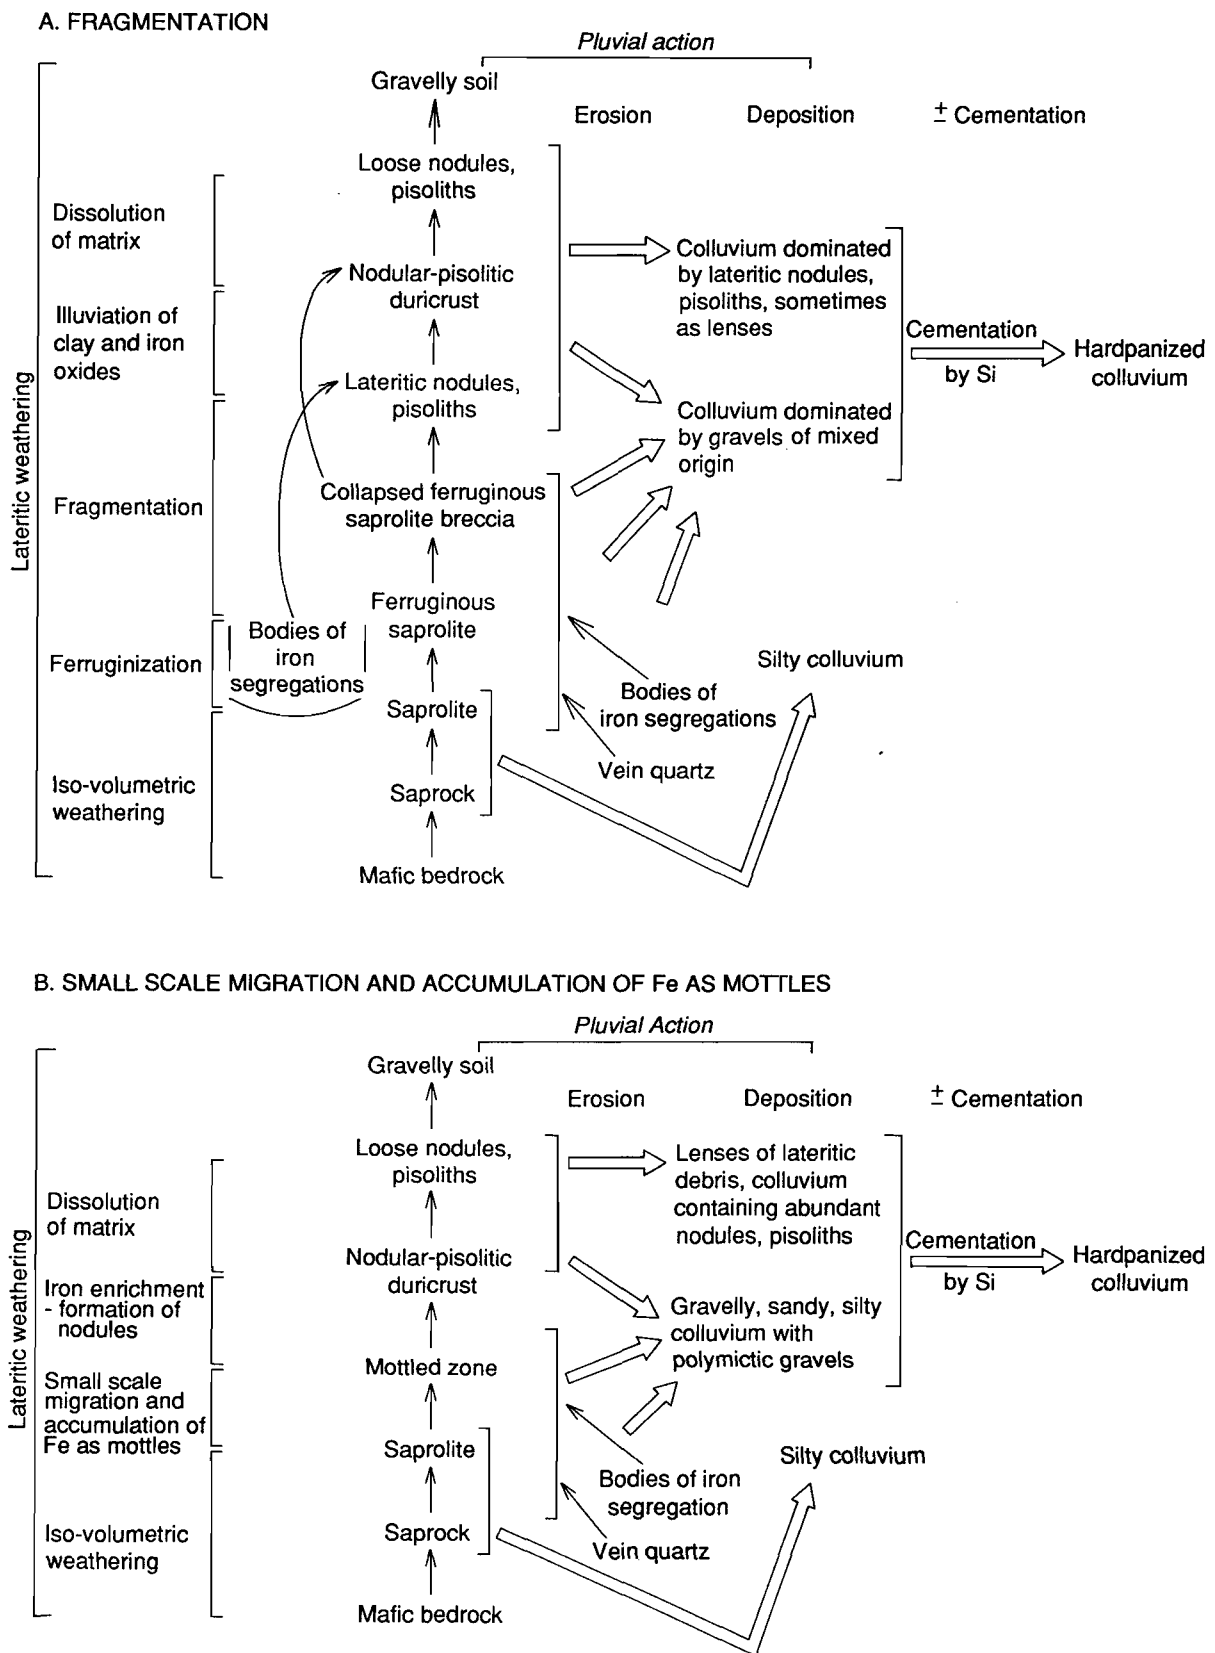 A. FRAGMENTATION
Pluvial action
Gravelly soil
Erosion
Deposition
± Cementation
Loose nodules,
pisoliths
Dissolution
of matrix
Colluvium dominated
by lateritic nodules,
pisoliths, sometimes
as lenses
Nodular-pisolitic
duricrust
Illuviation of
clay and iron
oxides
Cementation
by Si
Hardpanized
colluvium
Lateritic weathering
Lateritic nodules,
pisoliths
Colluvium dominated
by gravels of mixed
origin
Fragmentation
Collapsed ferruginous
saprolite breccia
Ferruginous
saprolite
Ferruginization
Bodies of
iron
segregations
Silty colluvium
Saprolite
Bodies of
iron segregations
Vein quartz
Iso-volumetric
weathering
Saprock
Mafic bedrock
B. SMALL SCALE MIGRATION AND ACCUMULATION OF Fe AS MOTTLES
Pluvial Action
Gravelly soil
Erosion
Deposition
± Cementation
Loose nodules,
pisoliths
Lenses of lateritic
debris, colluvium
containing abundant
nodules, pisoliths
Dissolution
of matrix
Nodular-pisolitic
duricrust
Cementation
by Si
Hardpanized
colluvium
Lateritic weathering
Iron enrichment
- formation of
nodules
Gravelly, sandy, silty
colluvium with
polymictic gravels
Mottled zone
Small scale
migration and
accumulation of
Fe as mottles
Saprolite
Silty colluvium
Bodies of iron
segregation
Iso-volumetric
weathering
Saprock
Vein quartz
Mafic bedrock